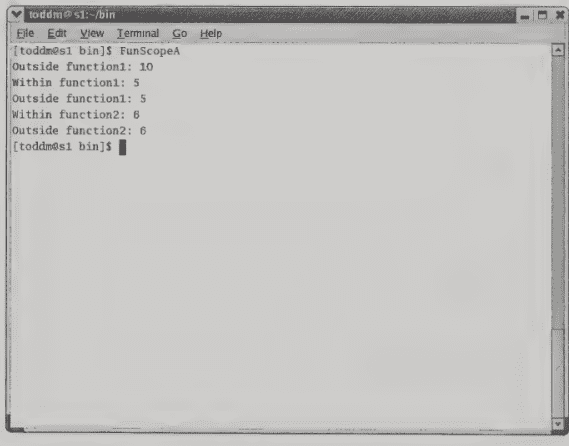 toddm@s1:~/bin
File Edit View Terminal Go Help
[toddm@s1 bin]$ FunScopeA
Outside function1: 10
Within function1: 5
Outside function1: 5
Within function2: 6
Outside function2: 6
[toddm@s1 bin]$